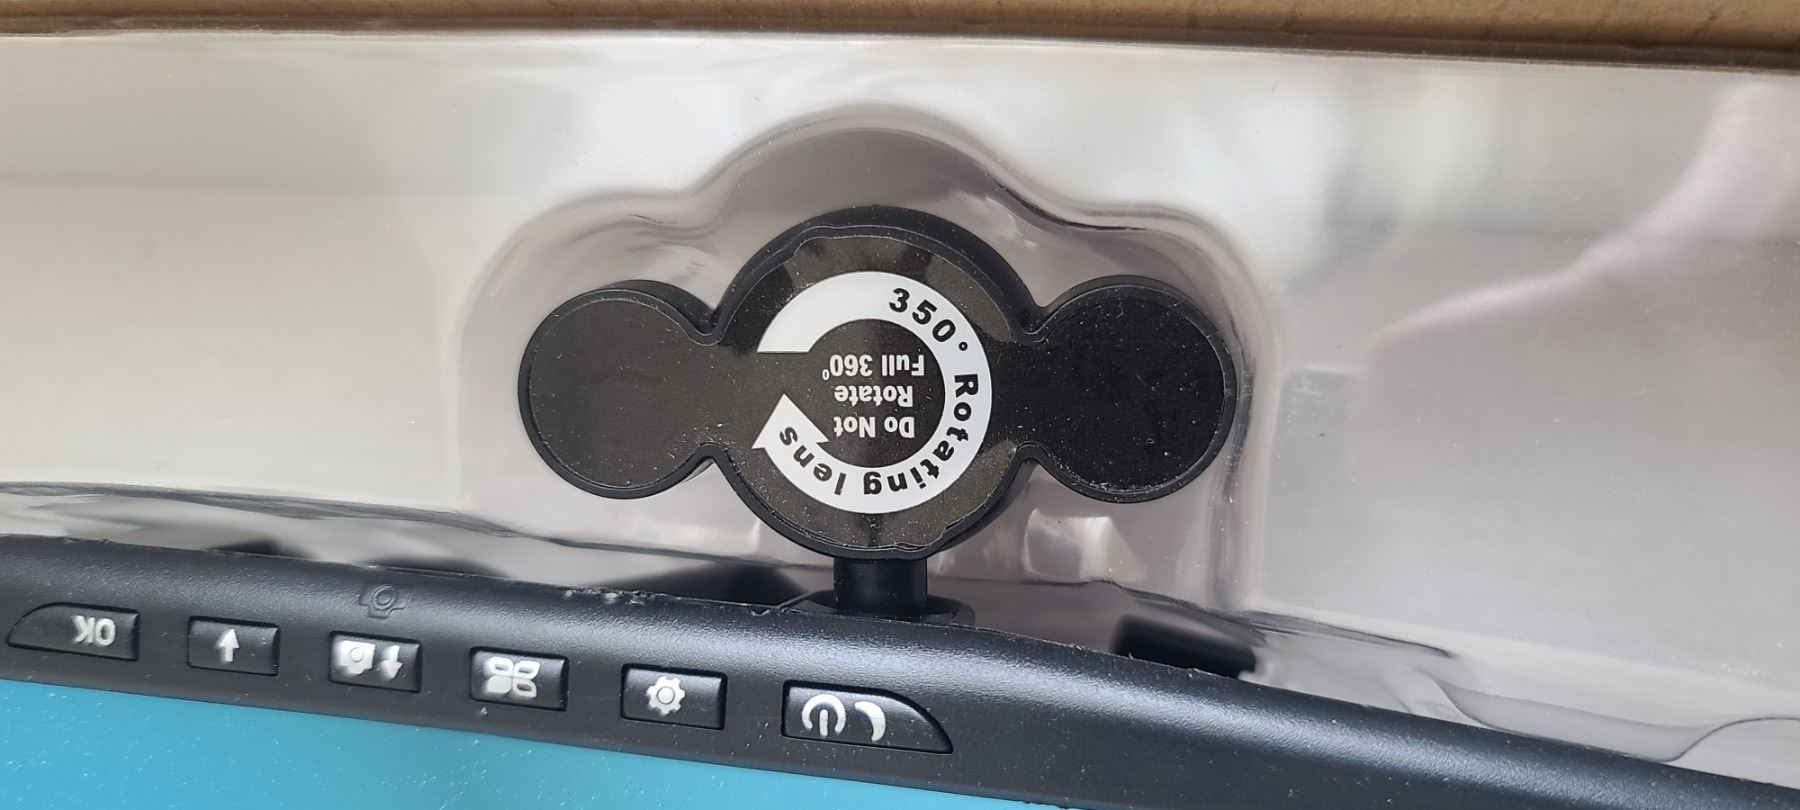 350° Rotating lens
Do Not
Rotate
Full 360°
OK